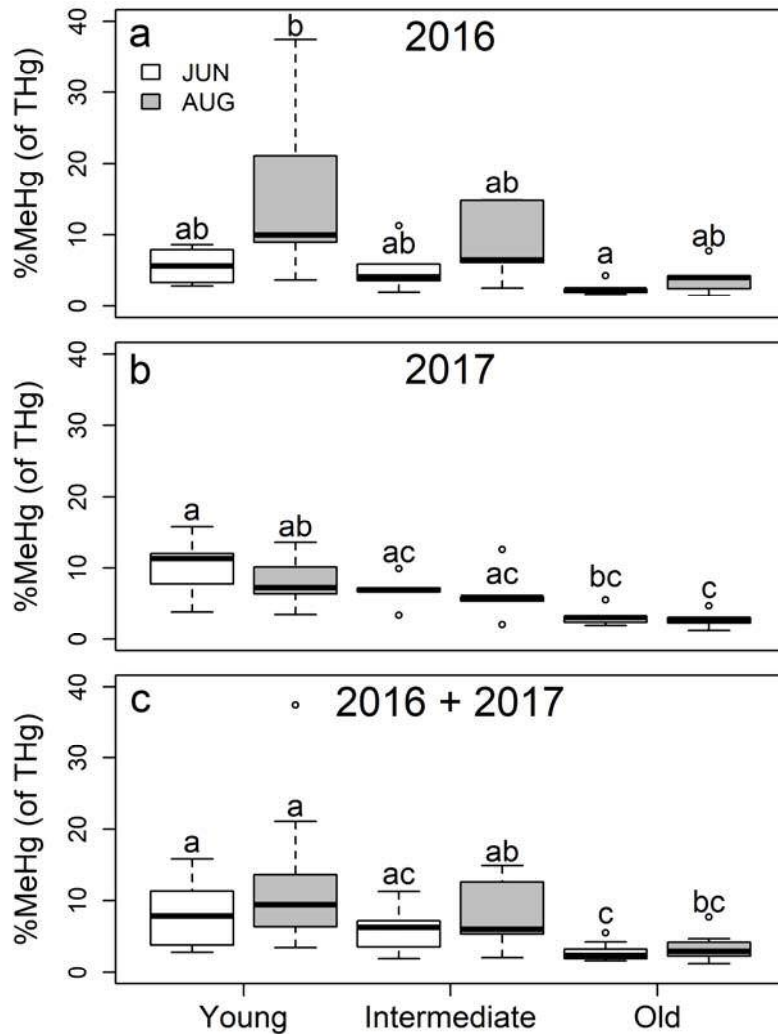 a 2016
JUN
AUG
%MeHg (of THg)
40
30
20
10
0
ab b ab ab a ab
b 2017
%MeHg (of THg)
40
30
20
10
0
a ab ac ac bc c
c 2016 + 2017
%MeHg (of THg)
40
30
20
10
0
a a ac ab c bc
Young Intermediate Old